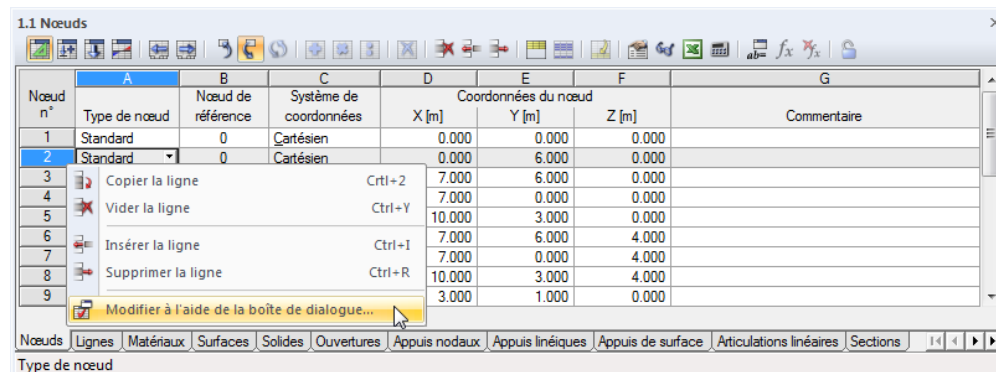 1.1 Nœuds
A B C D E F G
Nœud n° Type de nœud Nœud de référence Système de coordonnées Coordonnées du nœud X [m] Y [m] Z [m] Commentaire
1 Standard 0 Cartésien 0.000 0.000 0.000
2 Standard 0 Cartésien 0.000 6.000 0.000
3 7.000 6.000 0.000
4 7.000 0.000 0.000
5 10.000 3.000 0.000
6 7.000 6.000 4.000
7 7.000 0.000 4.000
8 10.000 3.000 4.000
9 3.000 1.000 0.000
Copier la ligne Crtl+2
Vider la ligne Ctrl+Y
Insérer la ligne Ctrl+I
Supprimer la ligne Ctrl+R
Modifier à l'aide de la boîte de dialogue...
Nœuds Lignes Matériaux Surfaces Solides Ouvertures Appuis nodaux Appuis linéiques Appuis de surface Articulations linéaires Sections
Type de nœud